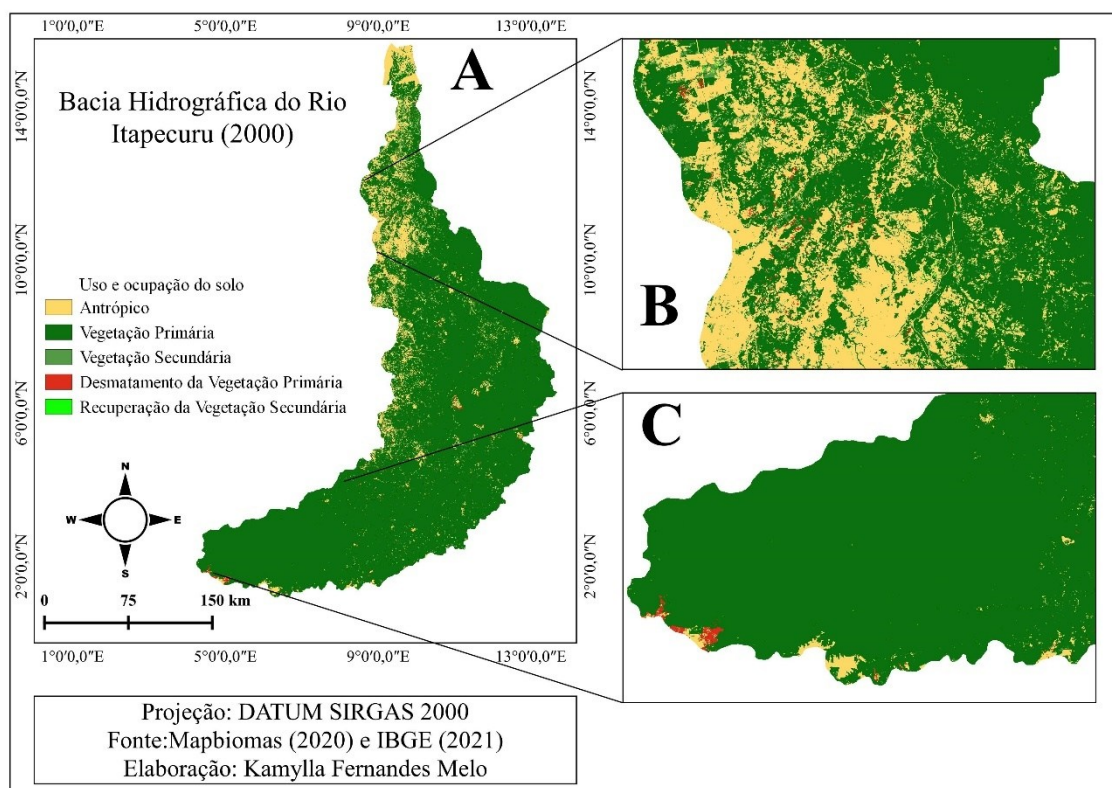 1°0'0,0"E 5°0'0,0"E 9°0'0,0"E 13°0'0,0"E
A
Bacia Hidrográfica do Rio
Itapecuru (2000)
14°0'0,0"N
10°0'0,0"N
6°0'0,0"N
2°0'0,0"N
Uso e ocupação do solo
Antrópico
Vegetação Primária
Vegetação Secundária
Desmatamento da Vegetação Primária
Recuperação da Vegetação Secundária
N
W E
S
0 75 150 km
14°0'0,0"N
10°0'0,0"N
6°0'0,0"N
2°0'0,0"N
1°0'0,0"E 5°0'0,0"E 9°0'0,0"E 13°0'0,0"E
B
C
Projeção: DATUM SIRGAS 2000
Fonte:Mapbiomas (2020) e IBGE (2021)
Elaboração: Kamylla Fernandes Melo